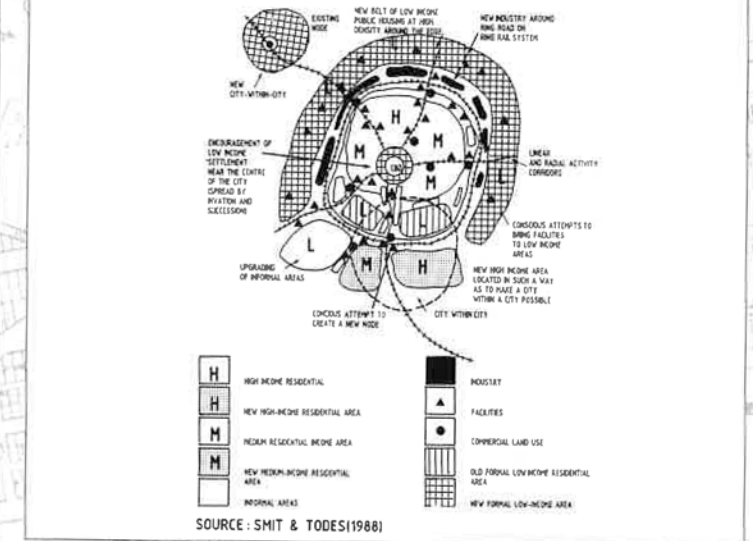 EXISTING
NODE
NEW BELT OF LOW INCOME
PUBLIC HOUSING AT HIGH
DENSITY AROUND THE EDGE
NEW INDUSTRY AROUND
RING ROAD OR
RING RAIL SYSTEM
NEW
CITY-WITHIN-CITY
L
H
M
M
M
CBD
ENCOURAGEMENT OF
LOW INCOME
SETTLEMENT
NEAR THE CENTRE
OF THE CITY
(SPREAD BY
INVATION AND
SUCCESSION)
LINEAR
AND RADIAL ACTIVITY
CORRIDORS
L
L
L
CONSCIOUS ATTEMPTS TO
BRING FACILITIES
TO LOW INCOME
AREAS
L
M
H
UPGRADING
OF INFORMAL AREAS
NEW HIGH INCOME AREA
LOCATED IN SUCH A WAY
AS TO MAKE A CITY
WITHIN A CITY POSSIBLE
CONCIOUS ATTEMPT TO
CREATE A NEW NODE
CITY WITHIN CITY
H HIGH INCOME RESIDENTIAL
H NEW HIGH-INCOME RESIDENTIAL AREA
M MEDIUM RESIDENTIAL INCOME AREA
M NEW MEDIUM-INCOME RESIDENTIAL
AREA
INFORMAL AREAS
INDUSTRY
FACILITIES
COMMERCIAL LAND USE
OLD FORMAL LOW INCOME RESIDENTIAL
AREA
NEW FORMAL LOW-INCOME AREA
SOURCE: SMIT & TODES(1988)